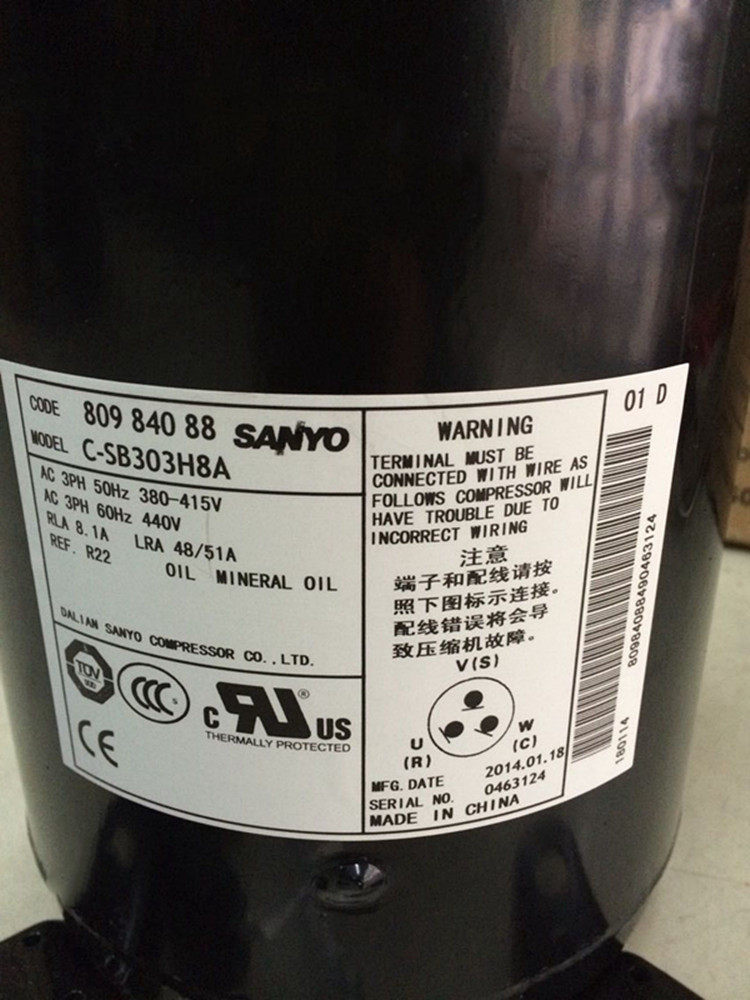 CODE 809 840 88 SANYO
MODEL C-SB303H8A
AC 3PH 50Hz 380-415V
AC 3PH 60Hz 440V
RLA 8.1A LRA 48/51A
REF. R22 OIL MINERAL OIL
DALIAN SANYO COMPRESSOR CO.,LTD.
TÜV
CCC S
C RU US ®
THERMALLY PROTECTED
CE
WARNING
TERMINAL MUST BE
CONNECTED WITH WIRE AS
FOLLOWS COMPRESSOR WILL
HAVE TROUBLE DUE TO
INCORRECT WIRING
注意
端子和配线请按
照下图标示连接。
配线错误将会导
致压缩机故障。
V(S)
U
(R)
W
(C)
MFG. DATE 2014.01.18
SERIAL NO. 0463124
MADE IN CHINA
01 D
80984088490463124
180114